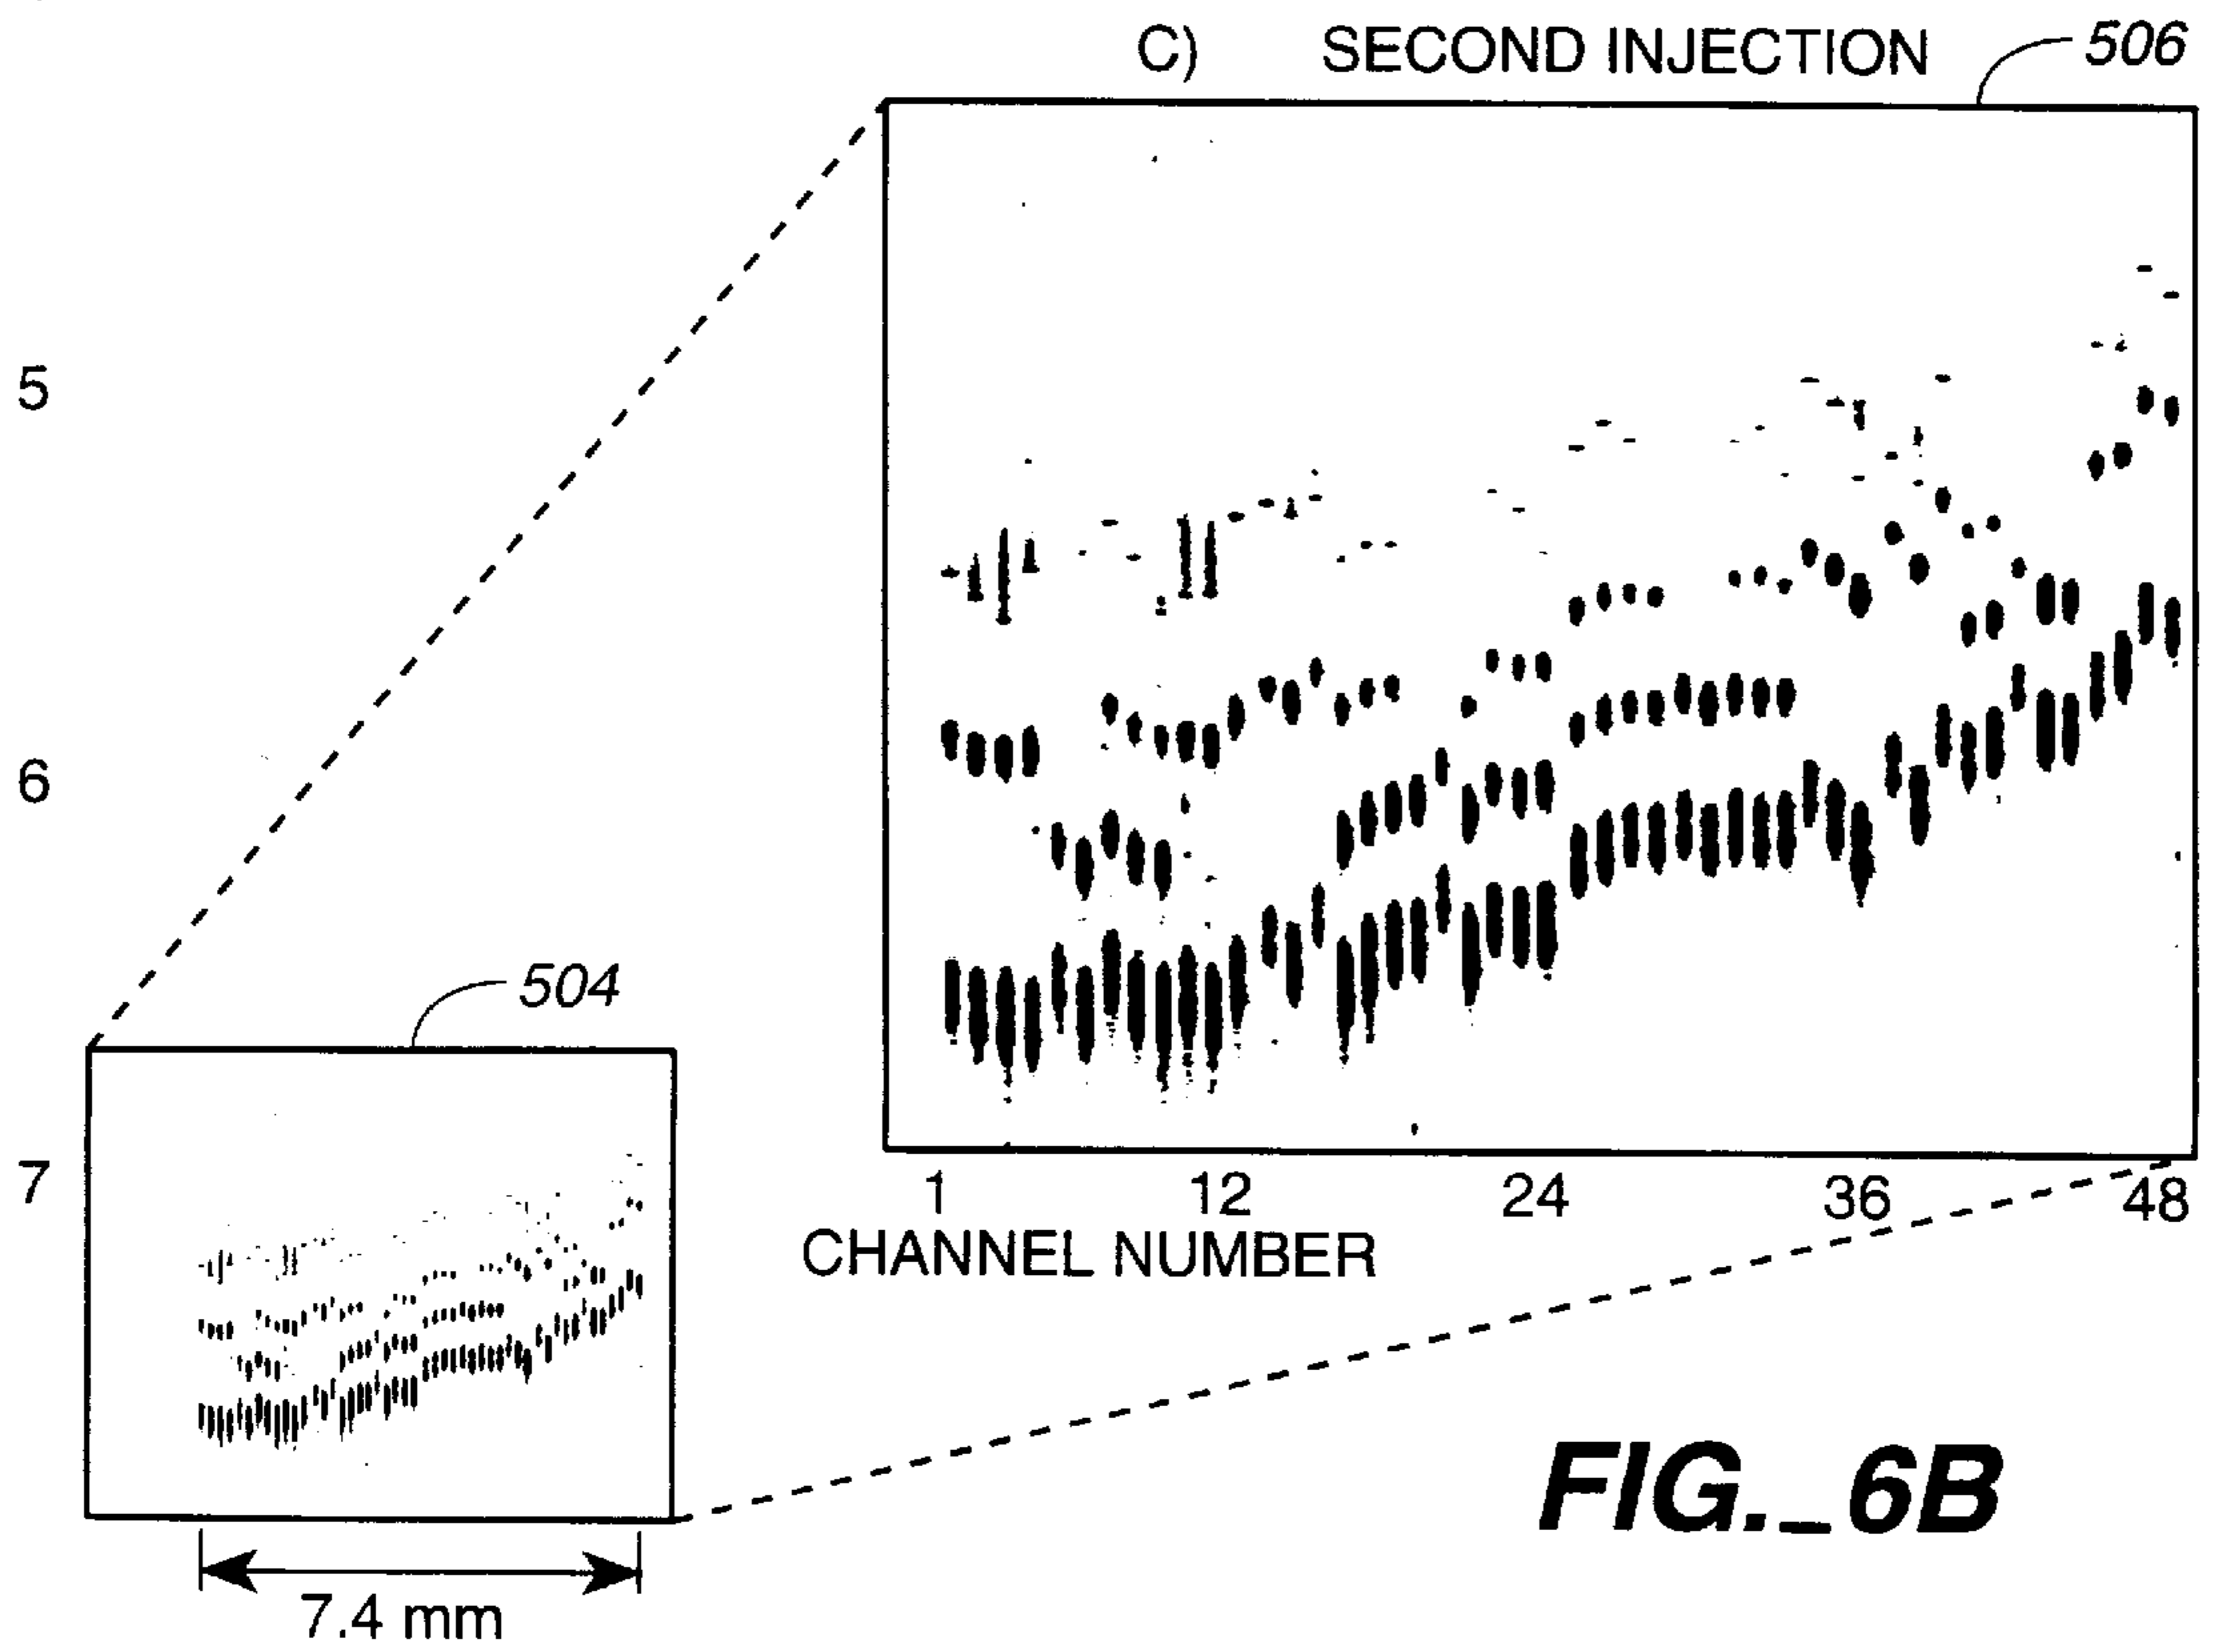 C) SECOND INJECTION 506
5
6
504
7
1 12 24 36 48
CHANNEL NUMBER
7.4 mm
FIG._6B